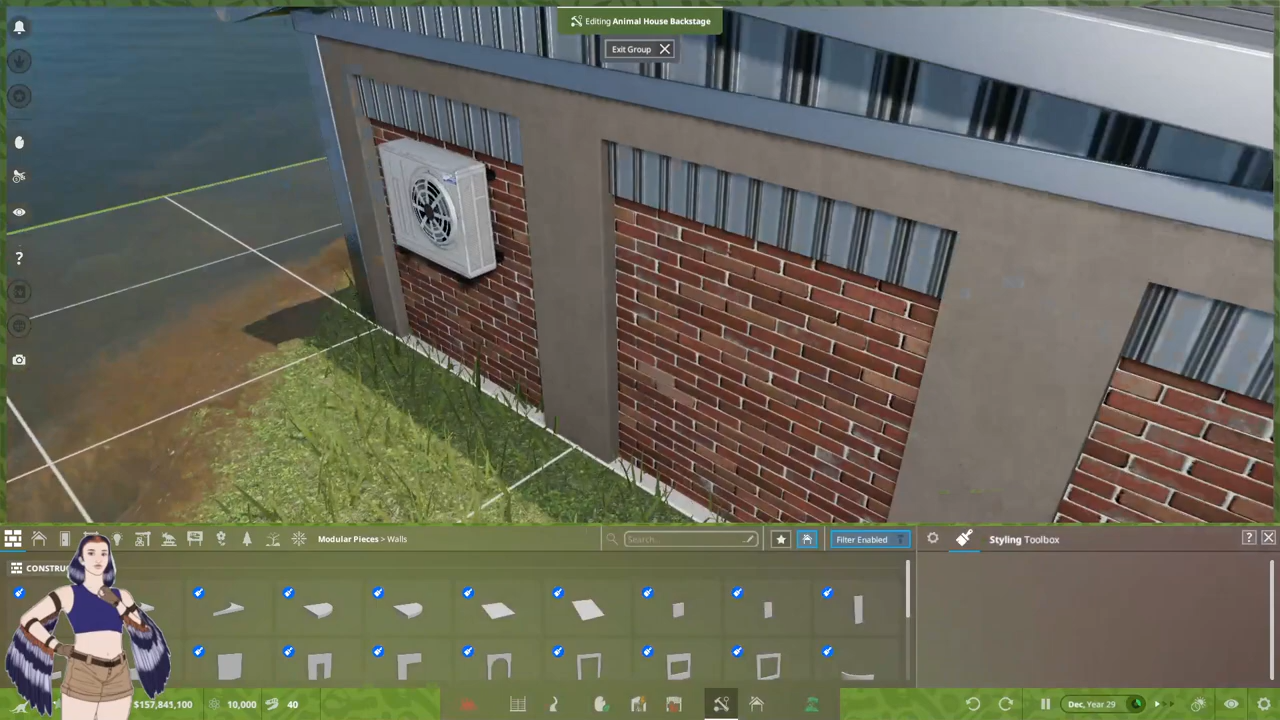 Editing Animal House Backstage
Exit Group
Modular Pieces > Walls
Search...
Filter Enabled
Styling Toolbox
?
CONSTRU
$157,841,100
10,000
40
Dec, Year 29